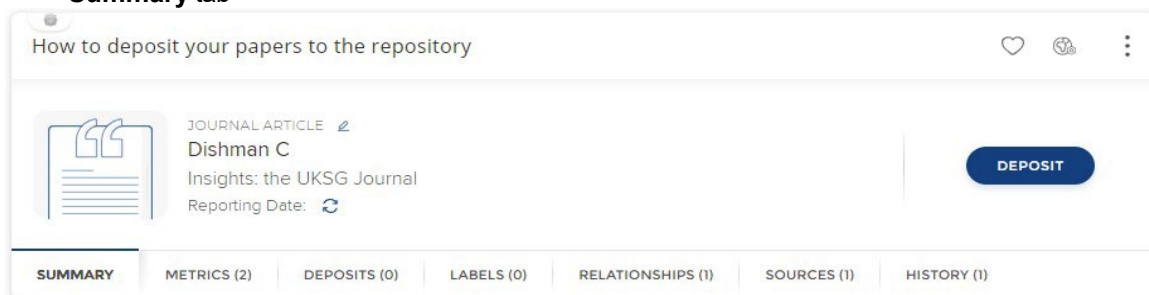 Summary tab
How to deposit your papers to the repository
JOURNAL ARTICLE
Dishman C
Insights: the UKSG Journal
Reporting Date:
DEPOSIT
SUMMARY METRICS (2) DEPOSITS (0) LABELS (0) RELATIONSHIPS (1) SOURCES (1) HISTORY (1)